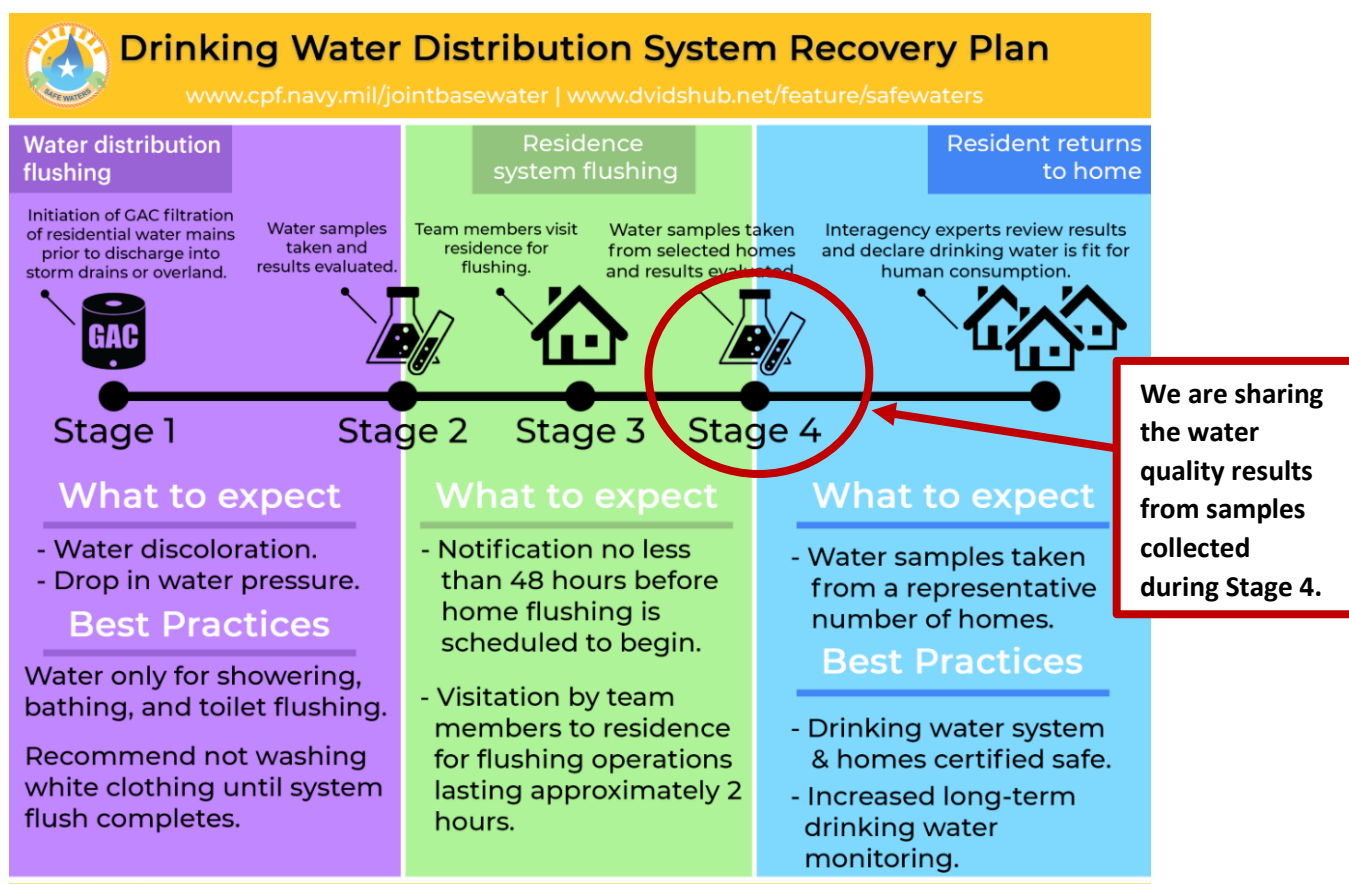 Drinking Water Distribution System Recovery Plan
www.cpf.navy.mil/jointbasewater | www.dvidshub.net/feature/safewaters
SAFE WATERS
Water distribution
flushing
Initiation of GAC filtration
of residential water mains
prior to discharge into
storm drains or overland.
Water samples
taken and
results evaluated.
GAC
Residence
system flushing
Team members visit
residence for
flushing.
Water samples taken
from selected homes
and results evaluated.
Resident returns
to home
Interagency experts review results
and declare drinking water is fit for
human consumption.
Stage 1
Stage 2
Stage 3
Stage 4
We are sharing
the water
quality results
from samples
collected
during Stage 4.
What to expect
- Water discoloration.
- Drop in water pressure.
Best Practices
Water only for showering,
bathing, and toilet flushing.
Recommend not washing
white clothing until system
flush completes.
What to expect
- Notification no less
than 48 hours before
home flushing is
scheduled to begin.
- Visitation by team
members to residence
for flushing operations
lasting approximately 2
hours.
What to expect
- Water samples taken
from a representative
number of homes.
Best Practices
- Drinking water system
& homes certified safe.
- Increased long-term
drinking water
monitoring.